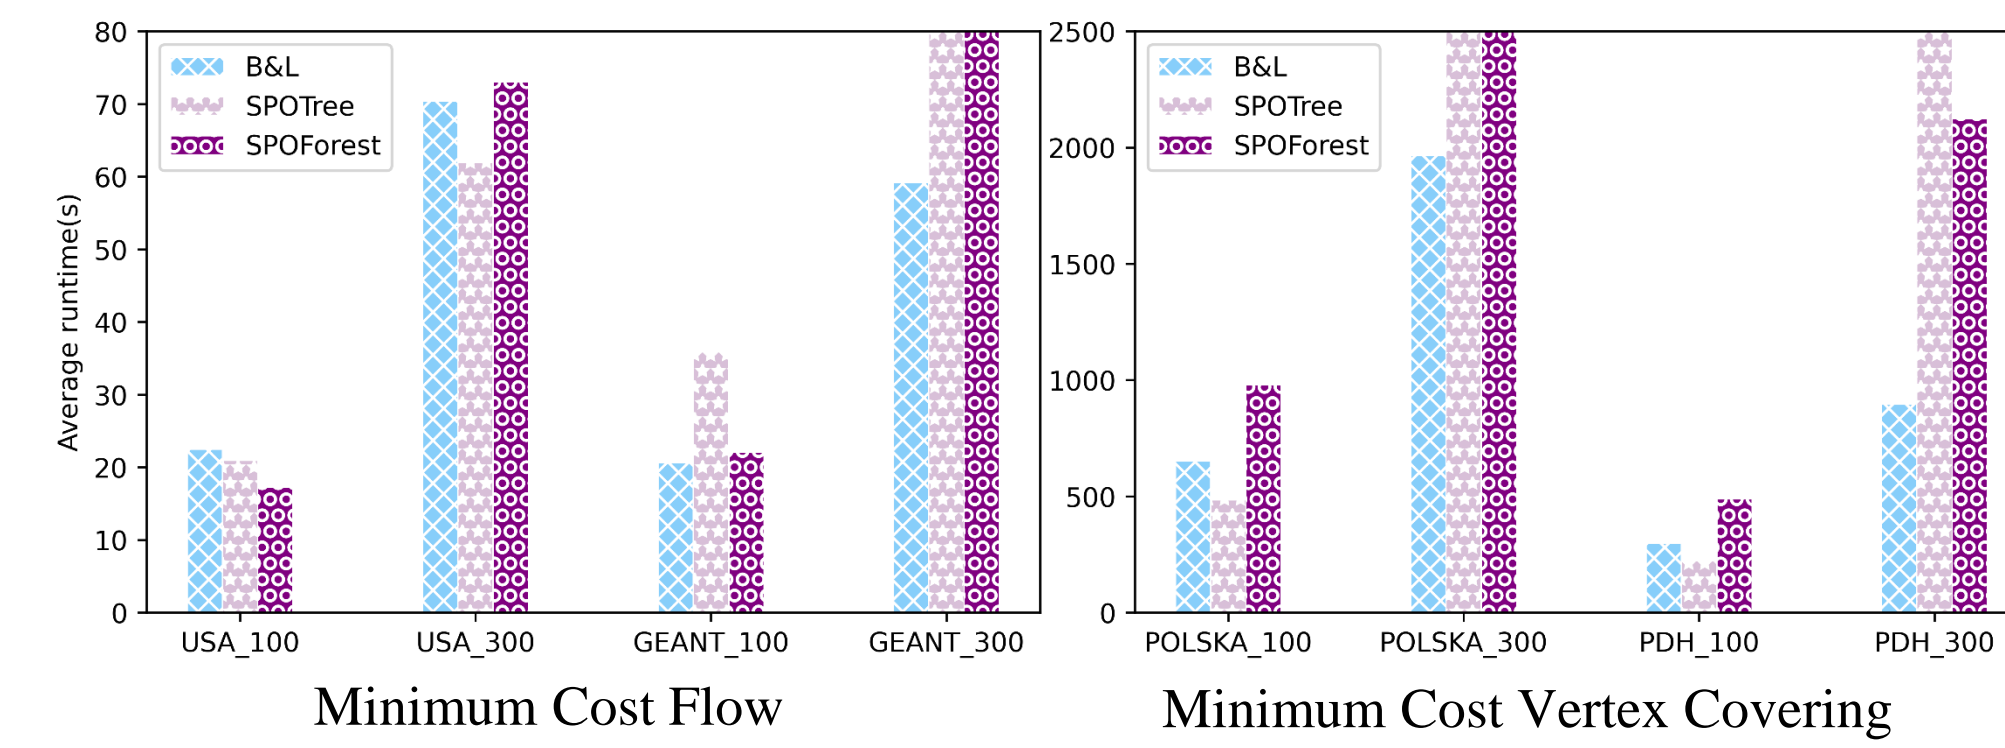 80
70
60
50
40
30
20
10
0
Average runtime(s)
B&L
SPOTree
SPOForest
USA_100
USA_300
GEANT_100
GEANT_300
Minimum Cost Flow
2500
2000
1500
1000
500
0
B&L
SPOTree
SPOForest
POLSKA_100
POLSKA_300
PDH_100
PDH_300
Minimum Cost Vertex Covering